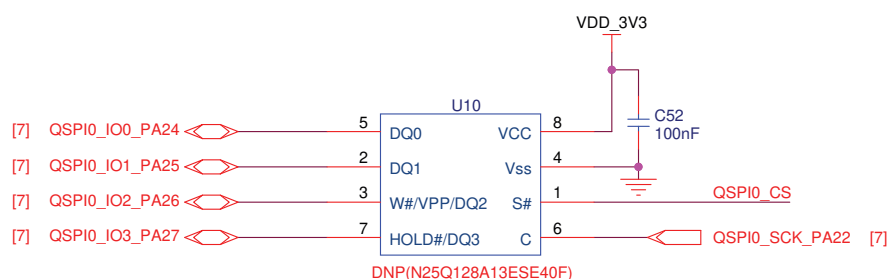 VDD_3V3
U10
C52
100nF
[7] QSPI0_IO0_PA24 5 DQ0 VCC 8
[7] QSPI0_IO1_PA25 2 DQ1 Vss 4
[7] QSPI0_IO2_PA26 3 W#/VPP/DQ2 S# 1 QSPI0_CS
[7] QSPI0_IO3_PA27 7 HOLD#/DQ3 C 6 QSPI0_SCK_PA22 [7]
DNP(N25Q128A13ESE40F)